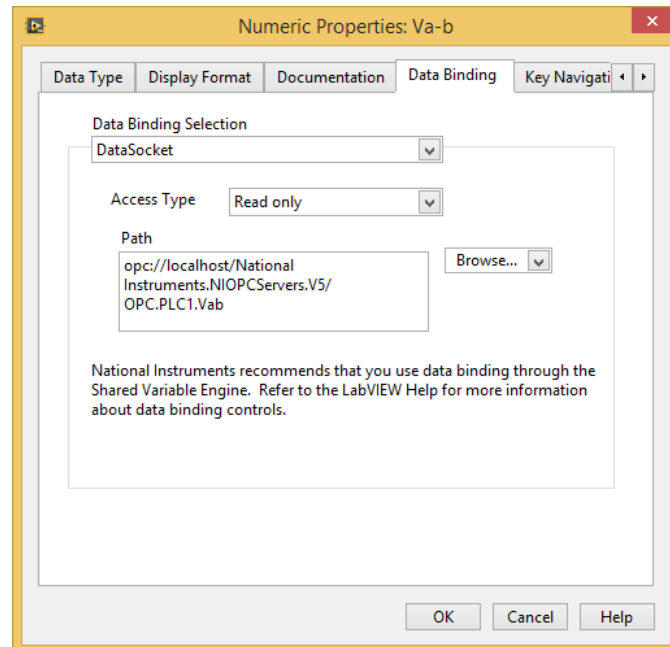 Numeric Properties: Va-b
Data Type
Display Format
Documentation
Data Binding
Key Navigati
Data Binding Selection
DataSocket
Access Type
Read only
Path
opc://localhost/National
Instruments.NIOPCServers.V5/
OPC.PLC1.Vab
Browse...
National Instruments recommends that you use data binding through the
Shared Variable Engine. Refer to the LabVIEW Help for more information
about data binding controls.
OK
Cancel
Help